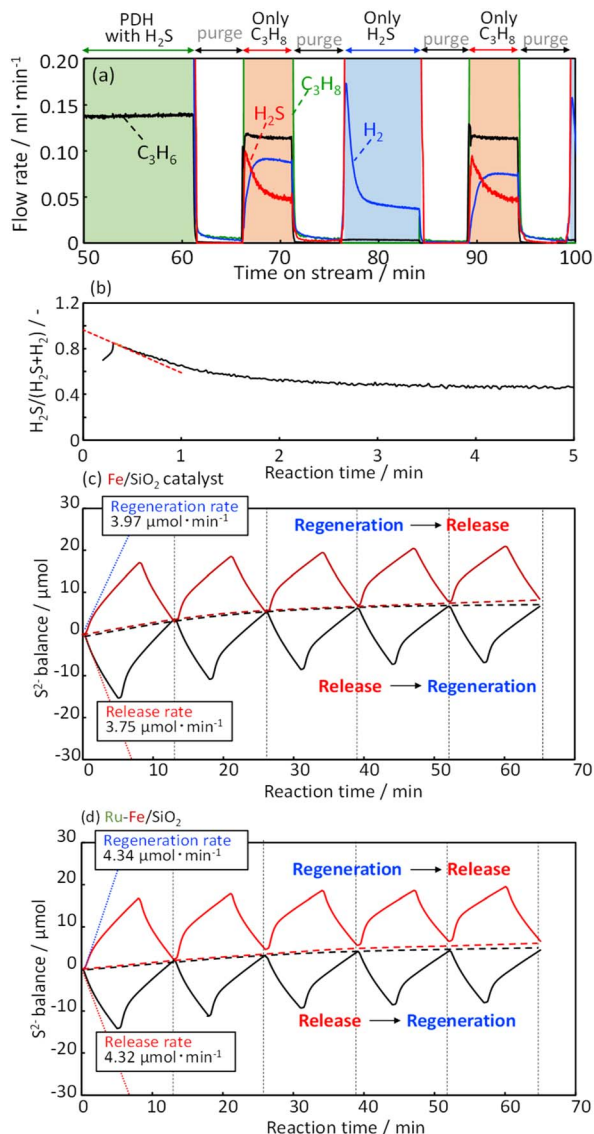 PDH
with H₂S
purge
Only
C₃H₈
purge
Only
H₂S
purge
Only
C₃H₈
purge
(a)
0.20
0.15
0.10
0.05
0
Flow rate / ml・min⁻¹
C₃H₆
H₂S
C₃H₈
H₂
50 60 70 80 90 100
Time on stream / min
(b)
1.2
0.8
0.4
0
H₂S/(H₂S+H₂) / -
0 1 2 3 4 5
Reaction time / min
(c) Fe/SiO₂ catalyst
30
20
10
0
-10
-20
-30
S²⁻ balance / μmol
Regeneration rate
3.97 μmol・min⁻¹
Regeneration → Release
Release → Regeneration
Release rate
3.75 μmol・min⁻¹
0 10 20 30 40 50 60 70
Reaction time / min
(d) Ru-Fe/SiO₂
30
20
10
0
-10
-20
-30
S²⁻ balance / μmol
Regeneration rate
4.34 μmol・min⁻¹
Regeneration → Release
Release → Regeneration
Release rate
4.32 μmol・min⁻¹
0 10 20 30 40 50 60 70
Reaction time / min